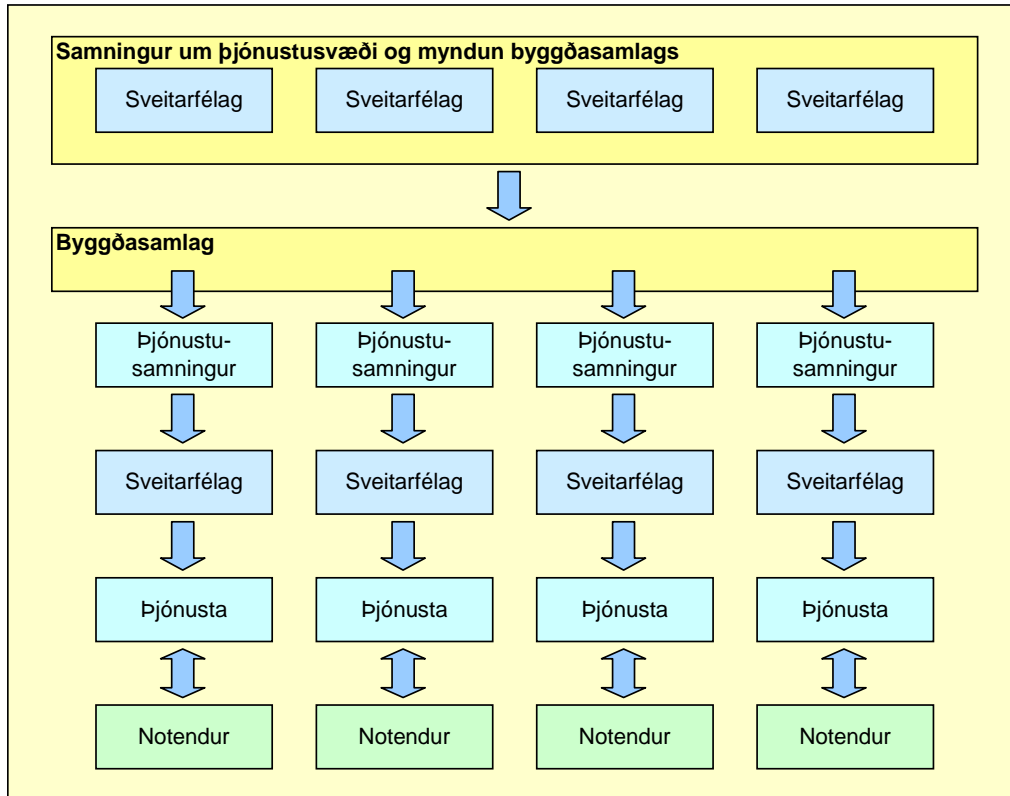 Samningur um þjónustusvæði og myndun byggðasamlags
Sveitarfélag Sveitarfélag Sveitarfélag Sveitarfélag
Byggðasamlag
Þjónustu- Þjónustu- Þjónustu- Þjónustu-
samningur samningur samningur samningur
Sveitarfélag Sveitarfélag Sveitarfélag Sveitarfélag
Þjónusta Þjónusta Þjónusta Þjónusta
Notendur Notendur Notendur Notendur